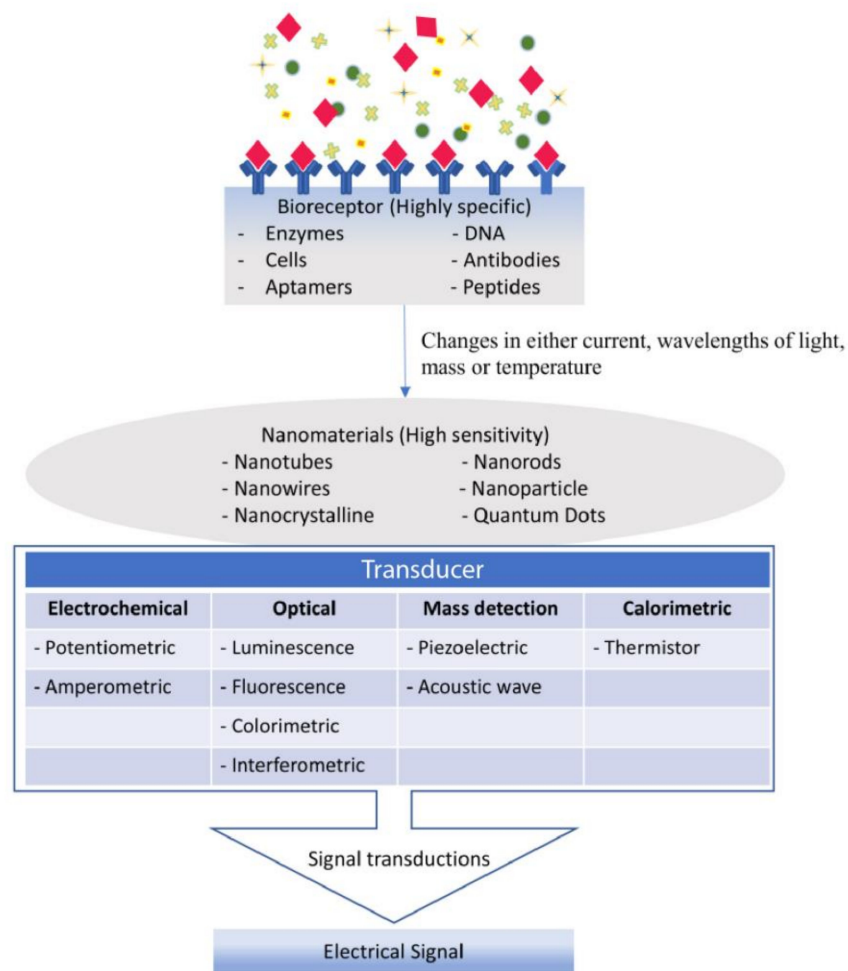 Bioreceptor (Highly specific)
- Enzymes - DNA
- Cells - Antibodies
- Aptamers - Peptides
Changes in either current, wavelengths of light,
mass or temperature
Nanomaterials (High sensitivity)
- Nanotubes - Nanorods
- Nanowires - Nanoparticle
- Nanocrystalline - Quantum Dots
Transducer
Electrochemical Optical Mass detection Calorimetric
- Potentiometric - Luminescence - Piezoelectric - Thermistor
- Amperometric - Fluorescence - Acoustic wave
- Colorimetric
- Interferometric
Signal transductions
Electrical Signal